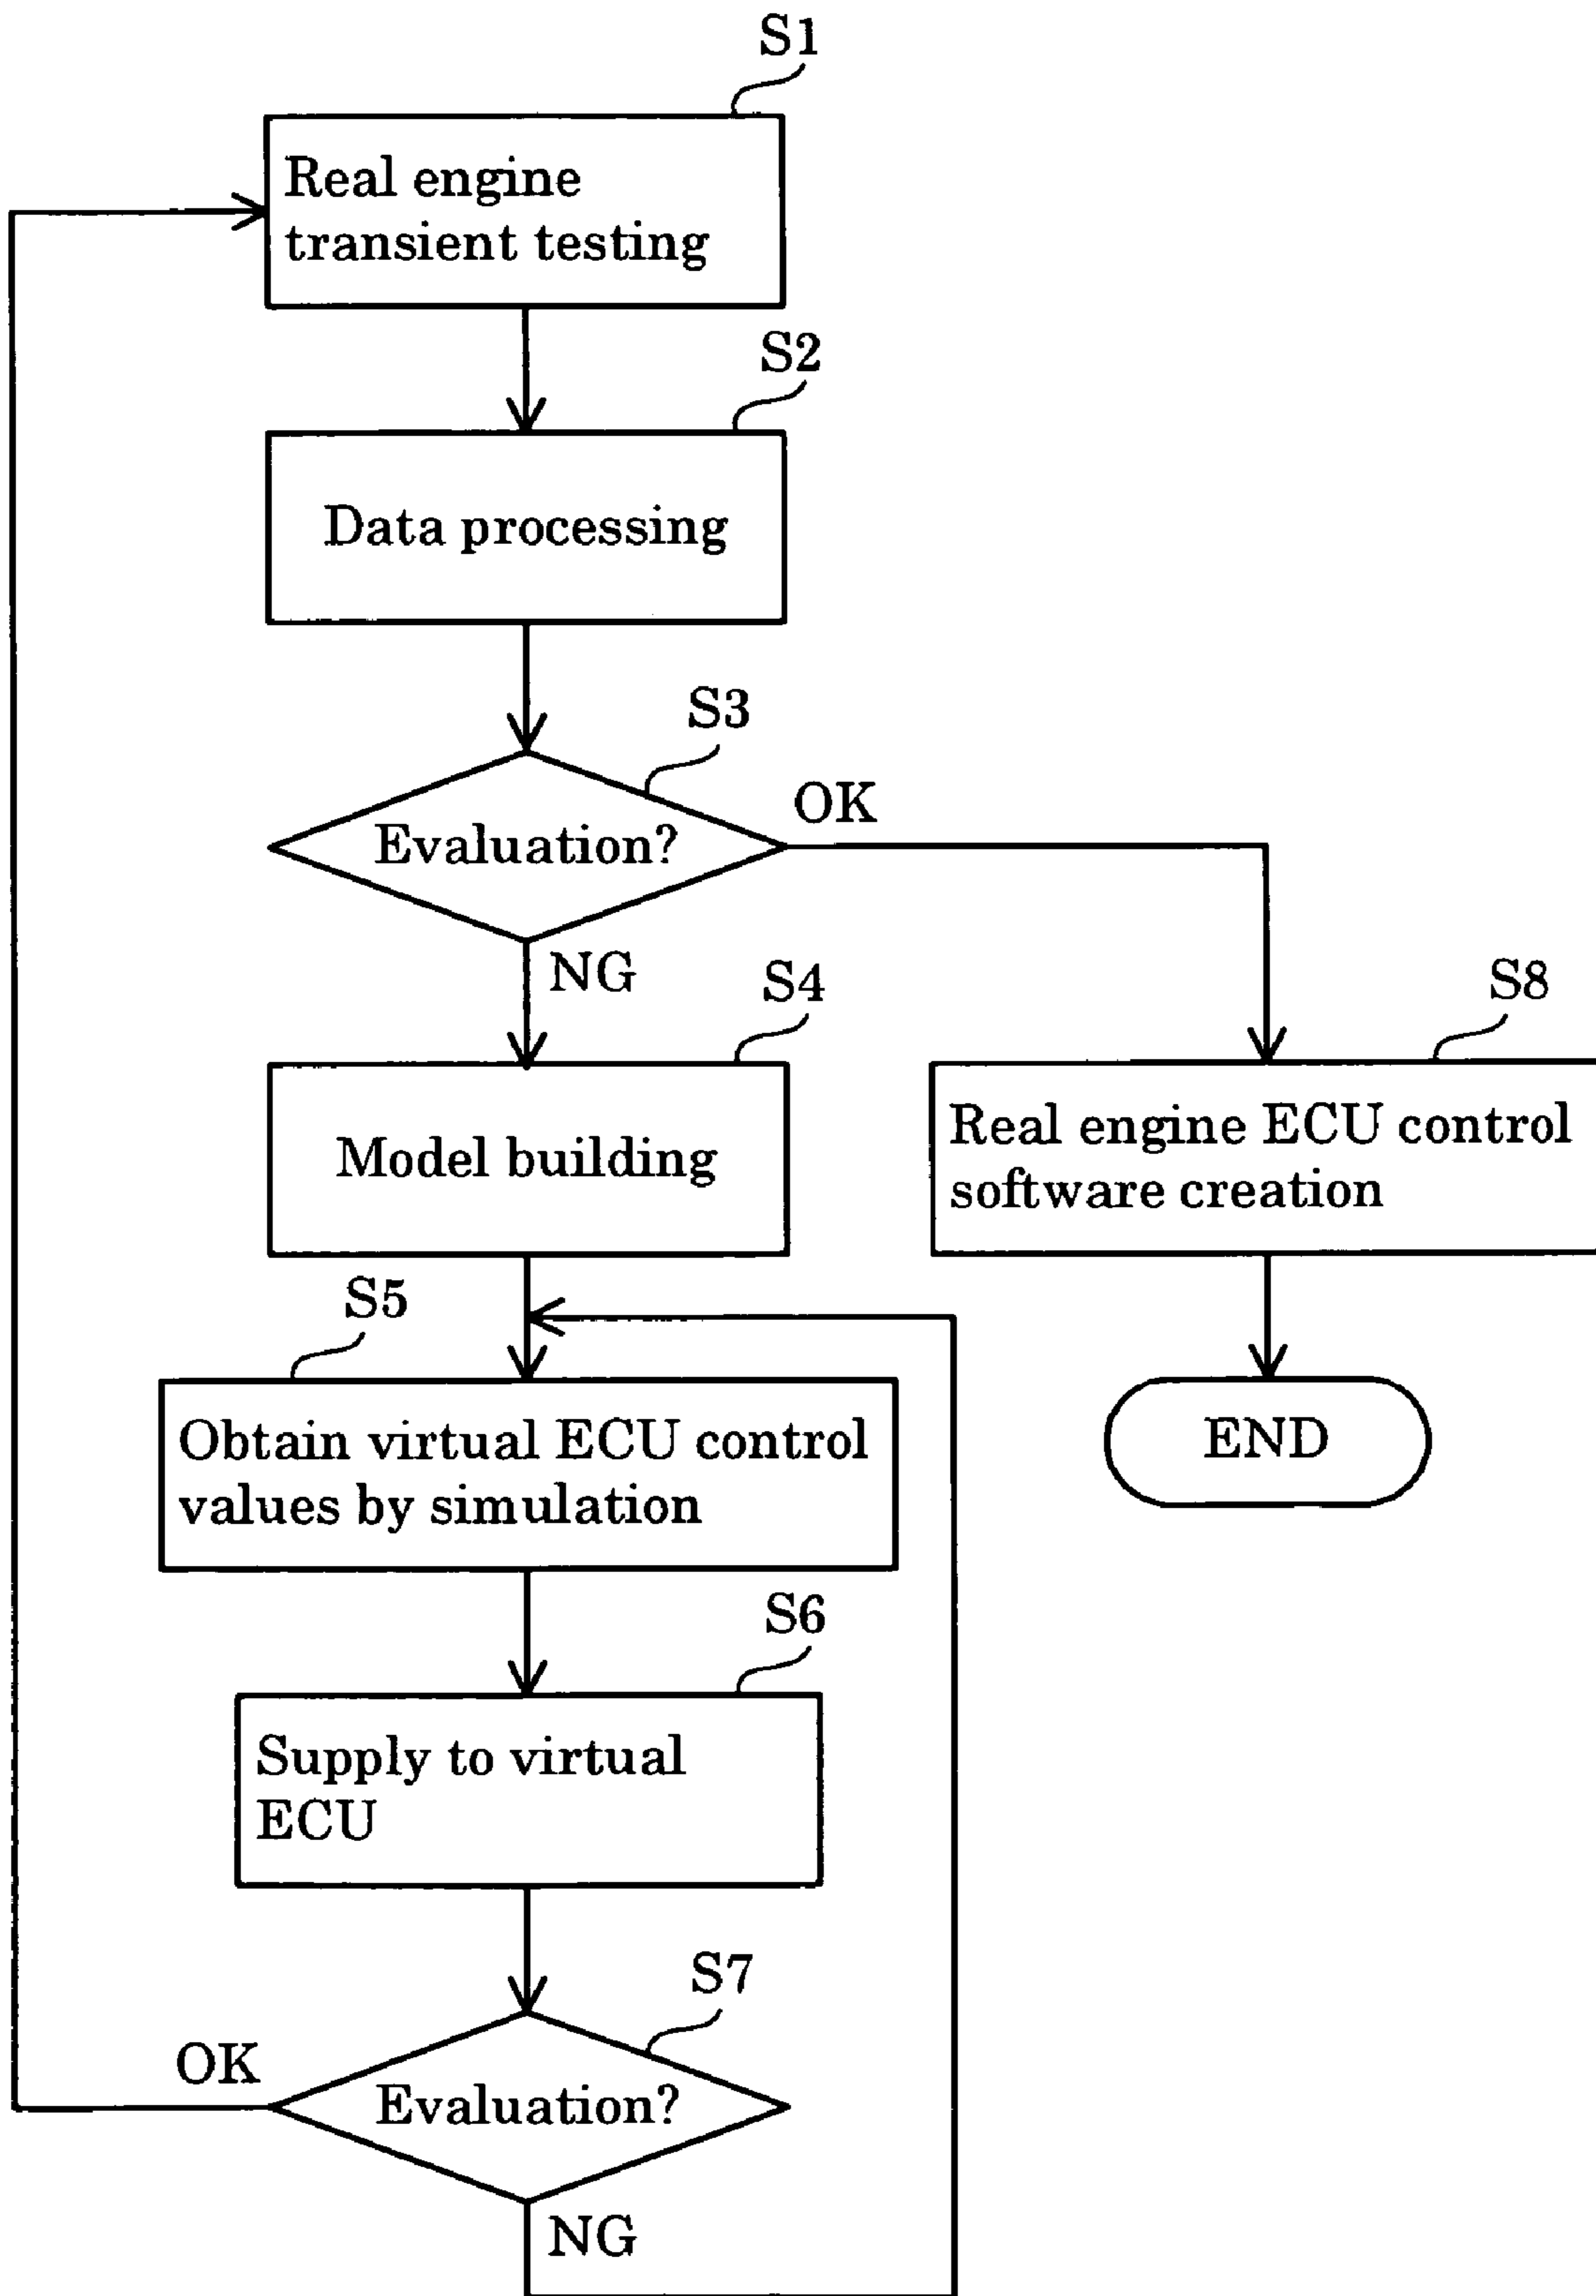 S1
Real engine
transient testing
S2
Data processing
S3
Evaluation?
OK
NG
S4
Model building
S8
Real engine ECU control
software creation
S5
Obtain virtual ECU control
values by simulation
END
S6
Supply to virtual
ECU
S7
OK
Evaluation?
NG